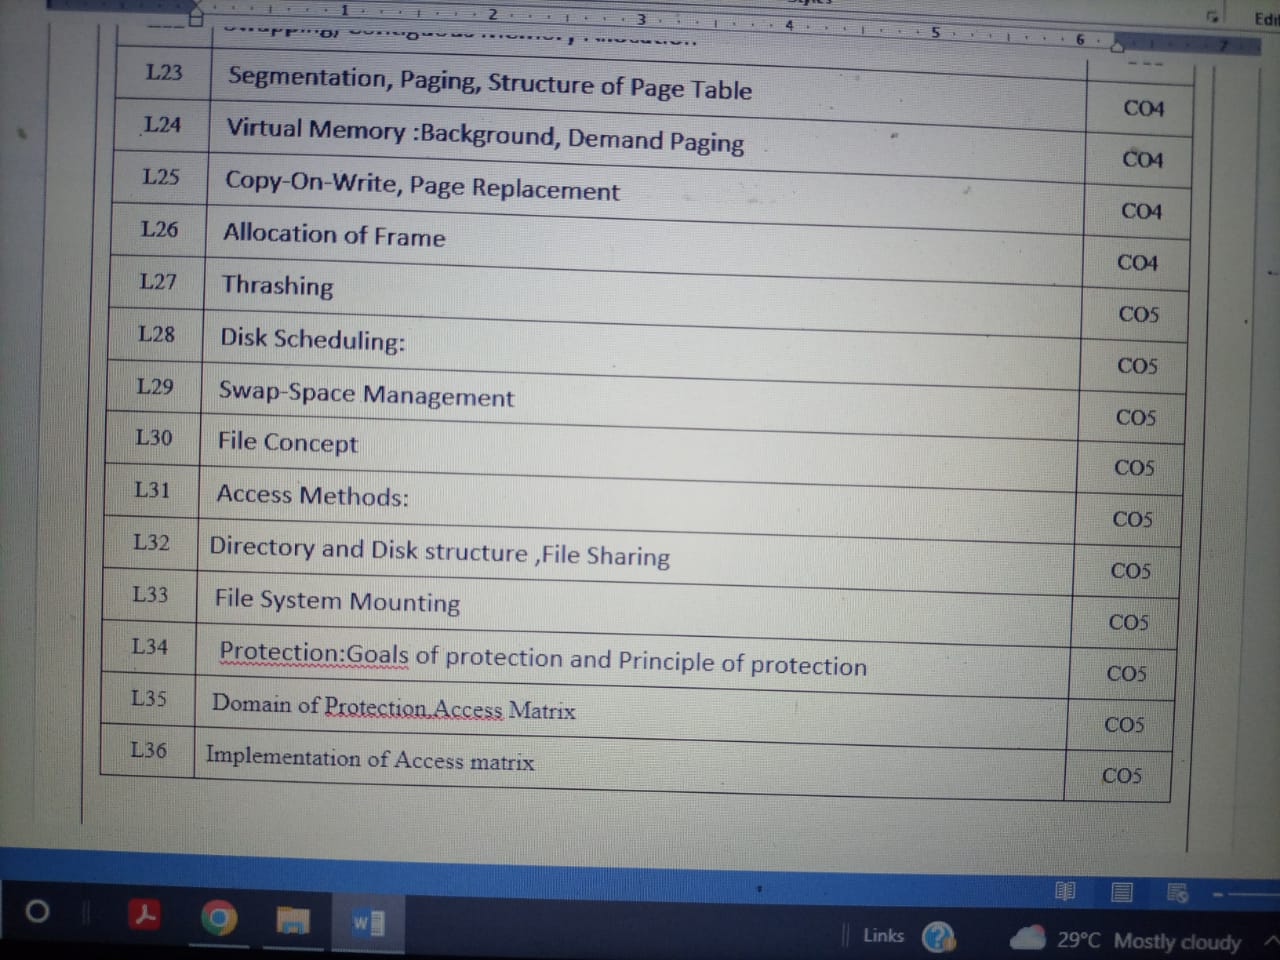 1 2 3 4 5 6 7
Edi
Swapping, Contiguous Memory Allocation
L23 Segmentation, Paging, Structure of Page Table CO4
L24 Virtual Memory :Background, Demand Paging CO4
L25 Copy-On-Write, Page Replacement CO4
L26 Allocation of Frame CO4
L27 Thrashing CO5
L28 Disk Scheduling: CO5
L29 Swap-Space Management CO5
L30 File Concept CO5
L31 Access Methods: CO5
L32 Directory and Disk structure ,File Sharing CO5
L33 File System Mounting CO5
L34 Protection:Goals of protection and Principle of protection CO5
L35 Domain of Protection,Access Matrix CO5
L36 Implementation of Access matrix CO5
Links 29°C Mostly cloudy